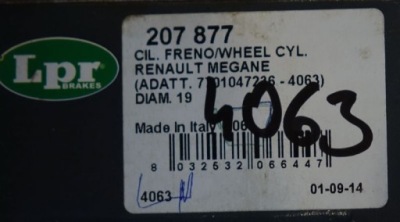 Lpr
BRAKES
207 877
CIL. FRENO/WHEEL CYL.
RENAULT MEGANE
(ADATT. 7701047236 - 4063)
DIAM. 19
4063
Made In Italy
8 032532 066447
4063
01-09-14